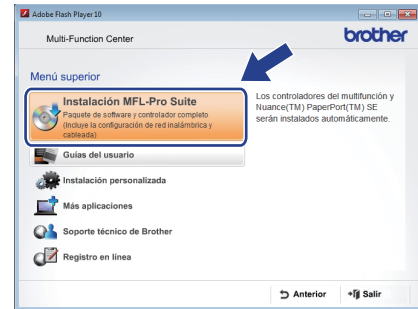 Adobe Flash Player 10
Multi-Function Center
brother
Menú superior
Instalación MFL-Pro Suite
Paquete de software y controlador completo
(Incluye la configuración de red inalámbrica y
cableada)
Los controladores del multifunción y
Nuance(TM) PaperPort(TM) SE
serán instalados automáticamente.
Guías del usuario
Instalación personalizada
Más aplicaciones
Soporte técnico de Brother
Registro en línea
Anterior
Salir